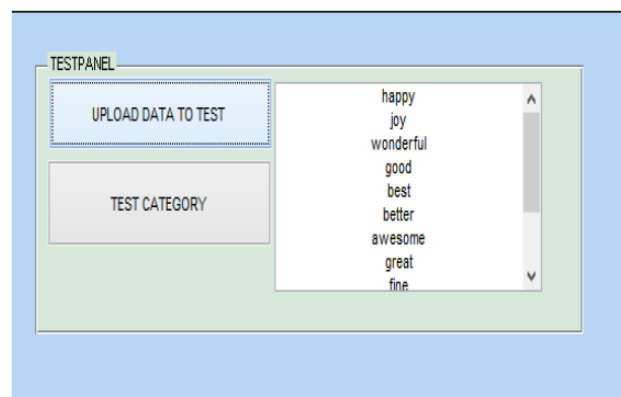 TESTPANEL
UPLOAD DATA TO TEST
TEST CATEGORY
happy
joy
wonderful
good
best
better
awesome
great
fine